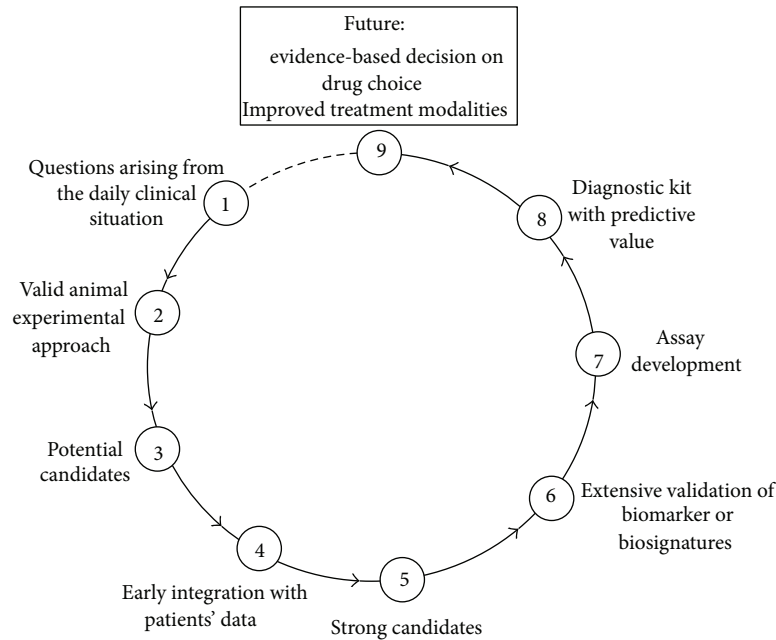 Future:
evidence-based decision on
drug choice
Improved treatment modalities
9
Questions arising from
the daily clinical
situation
1
Valid animal
experimental
approach
2
Potential
candidates
3
4
Early integration with
patients' data
5
Strong candidates
6
Extensive validation of
biomarker or
biosignatures
7
Assay
development
8
Diagnostic kit
with predictive
value